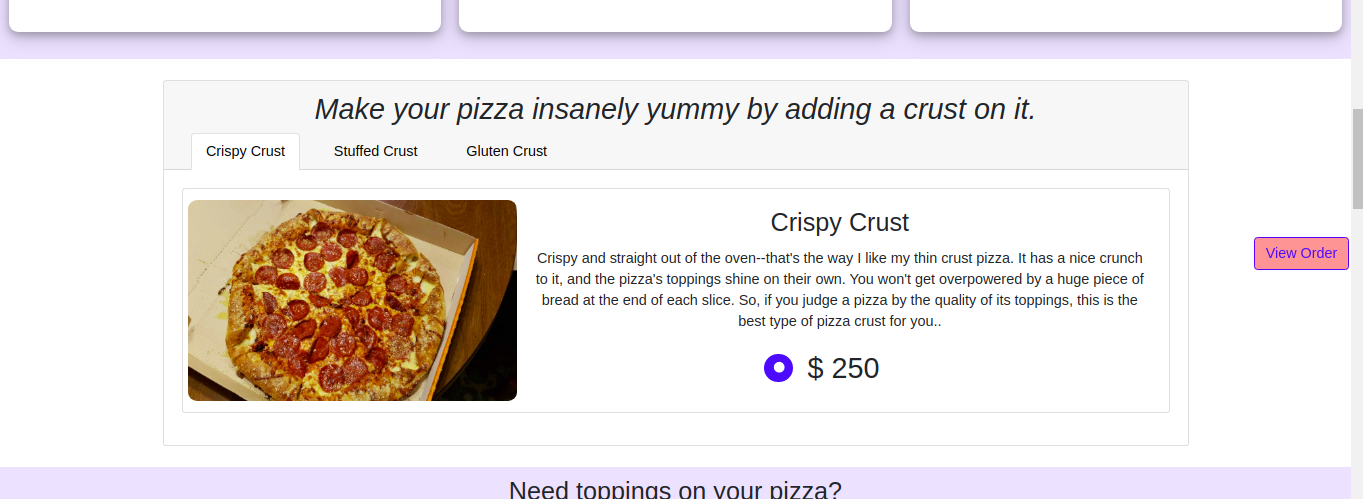 Make your pizza insanely yummy by adding a crust on it.
Crispy Crust
Stuffed Crust
Gluten Crust
Crispy Crust
Crispy and straight out of the oven--that's the way I like my thin crust pizza. It has a nice crunch
to it, and the pizza's toppings shine on their own. You won't get overpowered by a huge piece of
bread at the end of each slice. So, if you judge a pizza by the quality of its toppings, this is the
best type of pizza crust for you..
$ 250
View Order
Need toppings on your pizza?